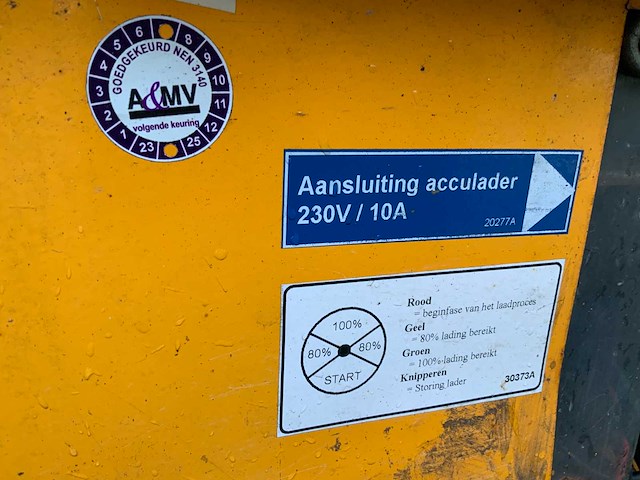 GOEDGEKEURD NEN 3140
1 2 3 4 5 6 8 9 10 11 12
A&MV
volgende keuring
23 25
Aansluiting acculader
230V / 10A
20277A
100%
80% 80%
START
Rood
= beginfase van het laadproces
Geel
= 80% lading bereikt
Groen
= 100% lading bereikt
Knipperen
= Storing lader
30373A